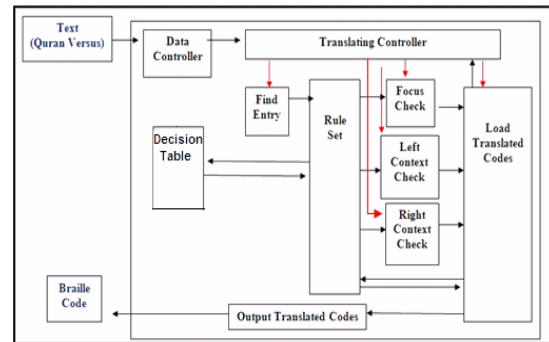 Text
(Quran Versus)
Data
Controller
Translating Controller
Find
Entry
Rule
Set
Focus
Check
Left
Context
Check
Right
Context
Check
Load
Translated
Codes
Decision
Table
Braille
Code
Output Translated Codes